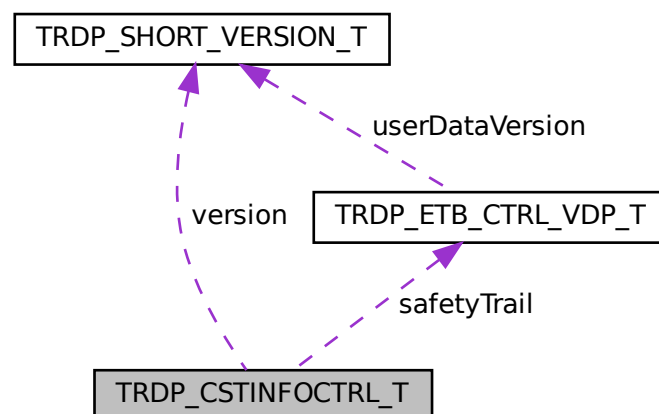 TRDP_SHORT_VERSION_T
userDataVersion
version
TRDP_ETB_CTRL_VDP_T
safetyTrail
TRDP_CSTINFOCTRL_T